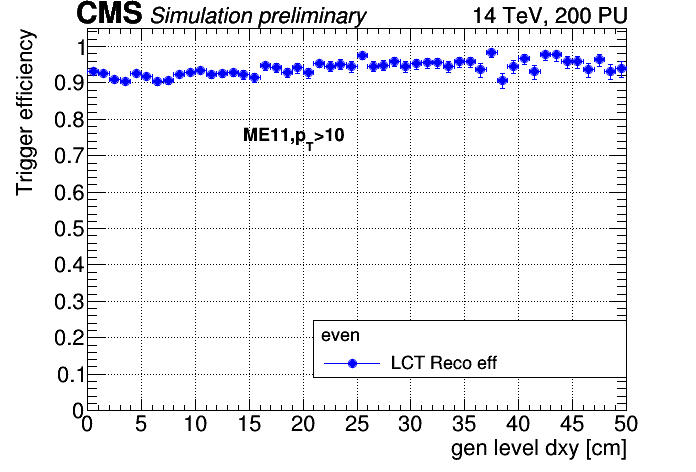 CMS Simulation preliminary 14 TeV, 200 PU
Trigger efficiency
1
0.9
0.8
0.7
0.6
0.5
0.4
0.3
0.2
0.1
0
ME11,pT>10
even
LCT Reco eff
0 5 10 15 20 25 30 35 40 45 50
gen level dxy [cm]